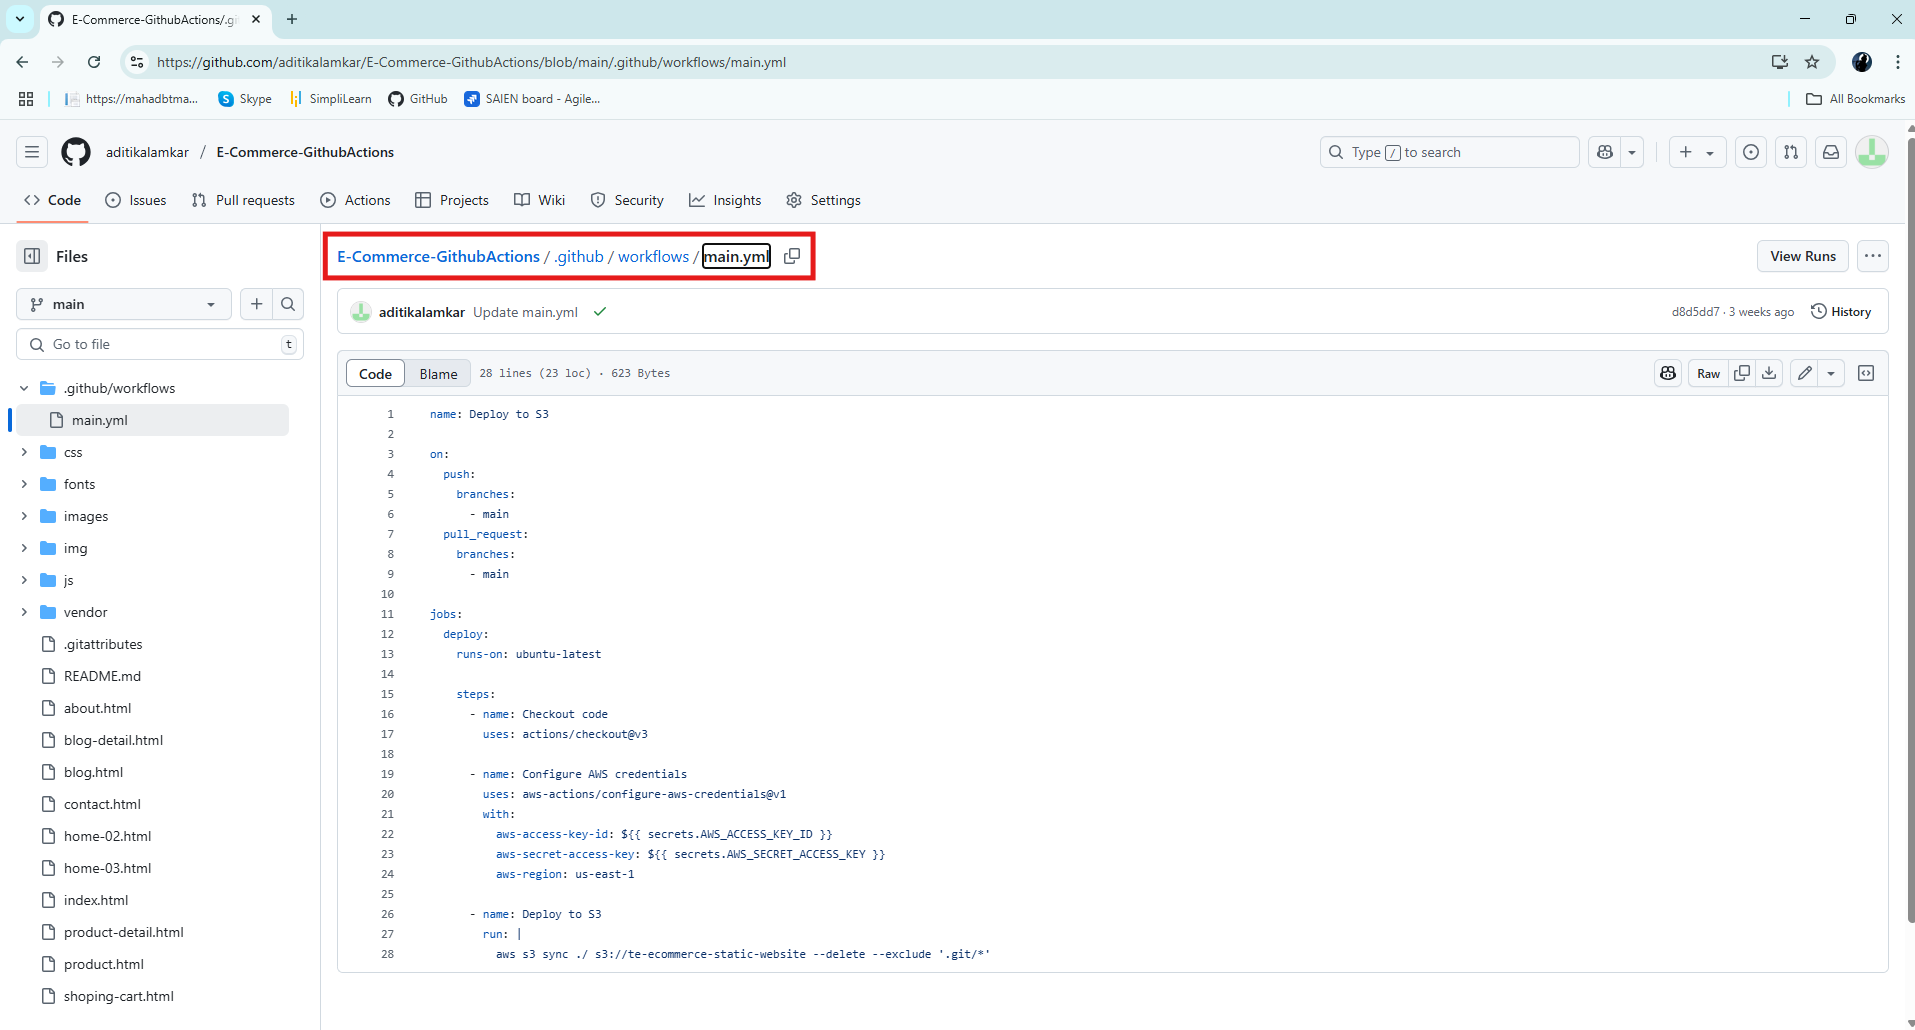 E-Commerce-GithubActions/.gi
https://github.com/aditikalamkar/E-Commerce-GithubActions/blob/main/.github/workflows/main.yml
https://mahadbtma... Skype SimpliLearn GitHub SAIEN board - Agile... All Bookmarks
aditikalamkar / E-Commerce-GithubActions Type / to search
Code Issues Pull requests Actions Projects Wiki Security Insights Settings
Files
main
Go to file t
.github/workflows
main.yml
css
fonts
images
img
js
vendor
.gitattributes
README.md
about.html
blog-detail.html
blog.html
contact.html
home-02.html
home-03.html
index.html
product-detail.html
product.html
shoping-cart.html
E-Commerce-GithubActions / .github / workflows / main.yml View Runs
aditikalamkar Update main.yml d8d5dd7 · 3 weeks ago History
Code Blame 28 lines (23 loc) · 623 Bytes Raw
1 name: Deploy to S3
2
3 on:
4 push:
5 branches:
6 - main
7 pull_request:
8 branches:
9 - main
10
11 jobs:
12 deploy:
13 runs-on: ubuntu-latest
14
15 steps:
16 - name: Checkout code
17 uses: actions/checkout@v3
18
19 - name: Configure AWS credentials
20 uses: aws-actions/configure-aws-credentials@v1
21 with:
22 aws-access-key-id: ${{ secrets.AWS_ACCESS_KEY_ID }}
23 aws-secret-access-key: ${{ secrets.AWS_SECRET_ACCESS_KEY }}
24 aws-region: us-east-1
25
26 - name: Deploy to S3
27 run: |
28 aws s3 sync ./ s3://te-ecommerce-static-website --delete --exclude '.git/*'